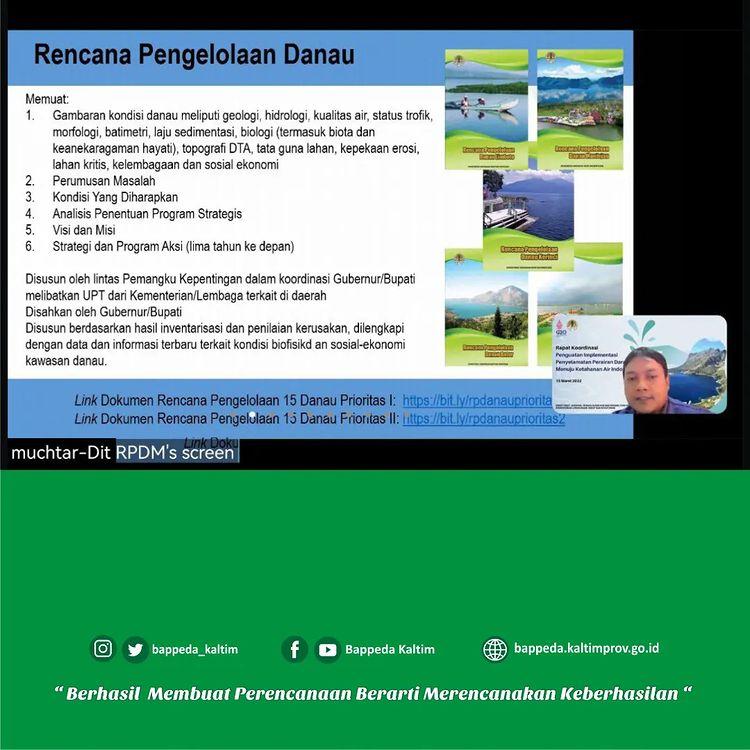 Rencana Pengelolaan Danau
Memuat:
1. Gambaran kondisi danau meliputi geologi, hidrologi, kualitas air, status trofik,
morfologi, batimetri, laju sedimentasi, biologi (termasuk biota dan
keanekaragaman hayati), topografi DTA, tata guna lahan, kepekaan erosi,
lahan kritis, kelembagaan dan sosial ekonomi
2. Perumusan Masalah
3. Kondisi Yang Diharapkan
4. Analisis Penentuan Program Strategis
5. Visi dan Misi
6. Strategi dan Program Aksi (lima tahun ke depan)
Disusun oleh lintas Pemangku Kepentingan dalam koordinasi Gubernur/Bupati
melibatkan UPT dari Kementerian/Lembaga terkait di daerah
Disahkan oleh Gubernur/Bupati
Disusun berdasarkan hasil inventarisasi dan penilaian kerusakan, dilengkapi
dengan data dan informasi terbaru terkait kondisi biofisikd an sosial-ekonomi
kawasan danau.
Rencana Pengelolaan
Danau Limboto
Rencana Pengelolaan
Danau Maninjau
Rencana Pengelolaan
Danau Kerinci
Rencana Pengelolaan
Danau Batur
G20
Rapat Koordinasi
Penguatan Implementasi
Penyelamatan Perairan Dar
Menuju Ketahanan Air Indo
15 Maret 2022
Link Dokumen Rencana Pengelolaan 15 Danau Prioritas I: https://bit.ly/rpdanaupriorita
Link Dokumen Rencana Pengelolaan 15 Danau Prioritas II: https://bit.ly/rpdanauprioritas2
Link Doku
muchtar-Dit RPDM's screen
bappeda_kaltim
Bappeda Kaltim
bappeda.kaltimprov.go.id
“ Berhasil Membuat Perencanaan Berarti Merencanakan Keberhasilan “